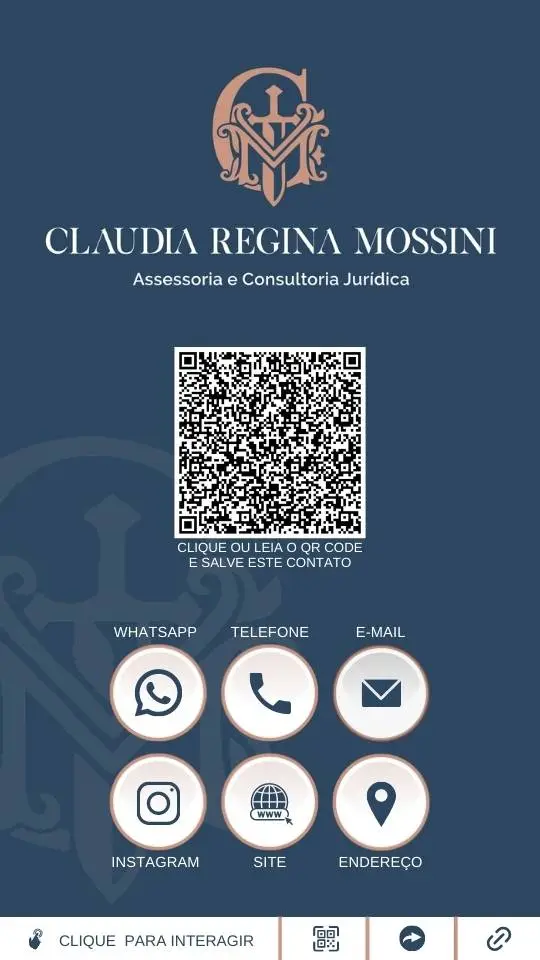 CLAUDIA REGINA MOSSINI
Assessoria e Consultoria Jurídica
CLIQUE OU LEIA O QR CODE
E SALVE ESTE CONTATO
WHATSAPP TELEFONE E-MAIL
WWW
INSTAGRAM SITE ENDEREÇO
CLIQUE PARA INTERAGIR